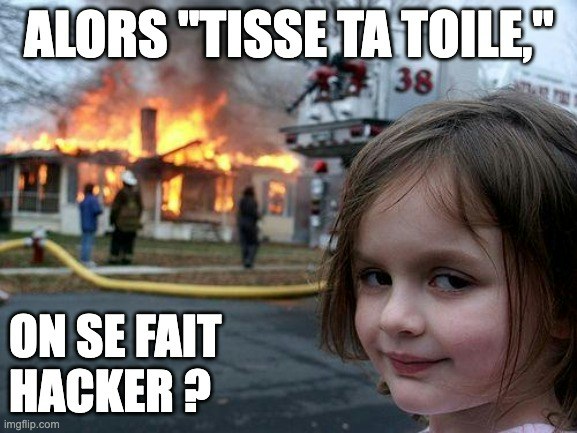 ALORS "TISSE TA TOILE,"
38
ON SE FAIT
HACKER ?
imgflip.com